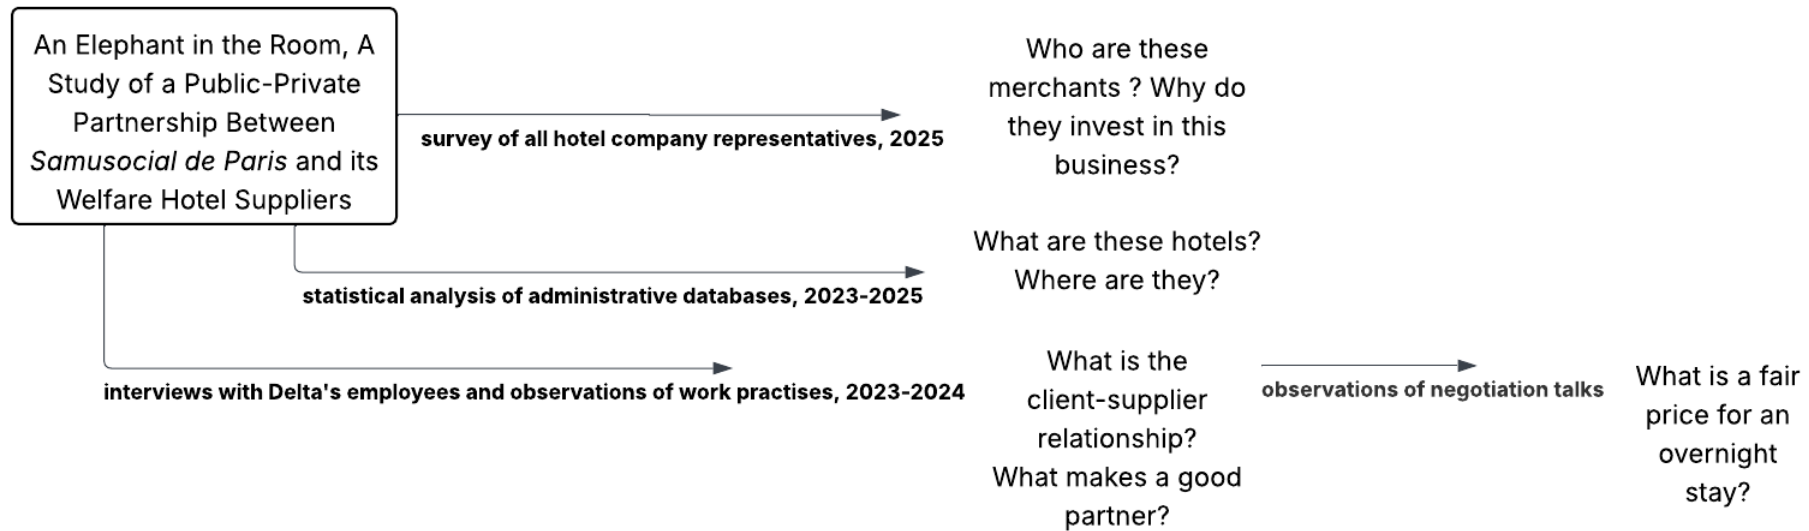 An Elephant in the Room, A
Study of a Public-Private
Partnership Between
Samusocial de Paris and its
Welfare Hotel Suppliers
survey of all hotel company representatives, 2025
Who are these
merchants ? Why do
they invest in this
business?
statistical analysis of administrative databases, 2023-2025
What are these hotels?
Where are they?
interviews with Delta's employees and observations of work practises, 2023-2024
What is the
client-supplier
relationship?
What makes a good
partner?
observations of negotiation talks
What is a fair
price for an
overnight
stay?